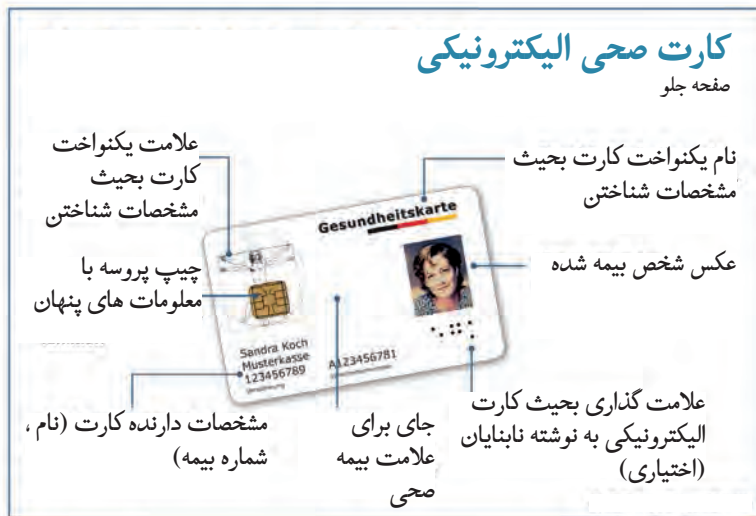 کارت صحی الیکترونیکی
صفحه جلو
نام یکنواخت کارت بحیث
مشخصات شناختن
عکس شخص بیمه شده
علامت گذاری بحیث کارت
الیکترونیکی به نوشته نابنایان
(اختیاری)
علامت یکنواخت
کارت بحیث
مشخصات شناختن
چیپ پروسه با
معلومات های پنهان
مشخصات دارنده کارت (نام ،
شماره بیمه)
جای برای
علامت بیمه
صحی
Gesundheitskarte
Sandra Koch
Musterkasse
123456789
A123456781